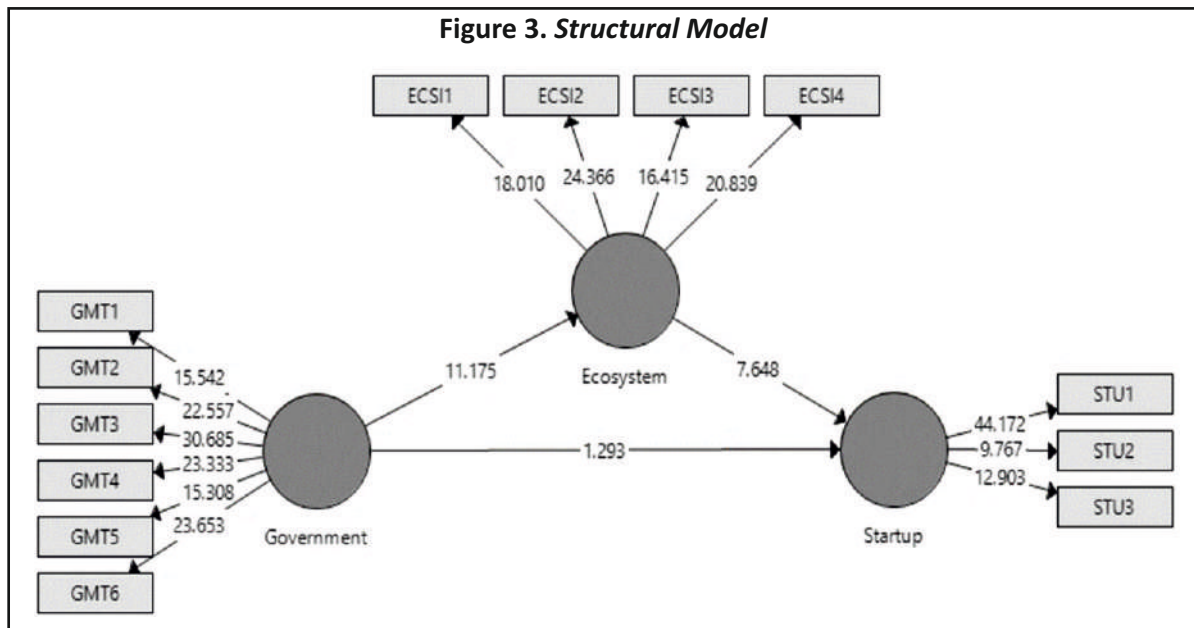 Figure 3. Structural Model
ECSI1 ECSI2 ECSI3 ECSI4
18.010 24.366 16.415 20.839
Ecosystem
GMT1
GMT2
GMT3
GMT4
GMT5
GMT6
15.542
22.557
30.685
23.333
15.308
23.653
Government
11.175
7.648
1.293
Startup
44.172
9.767
12.903
STU1
STU2
STU3